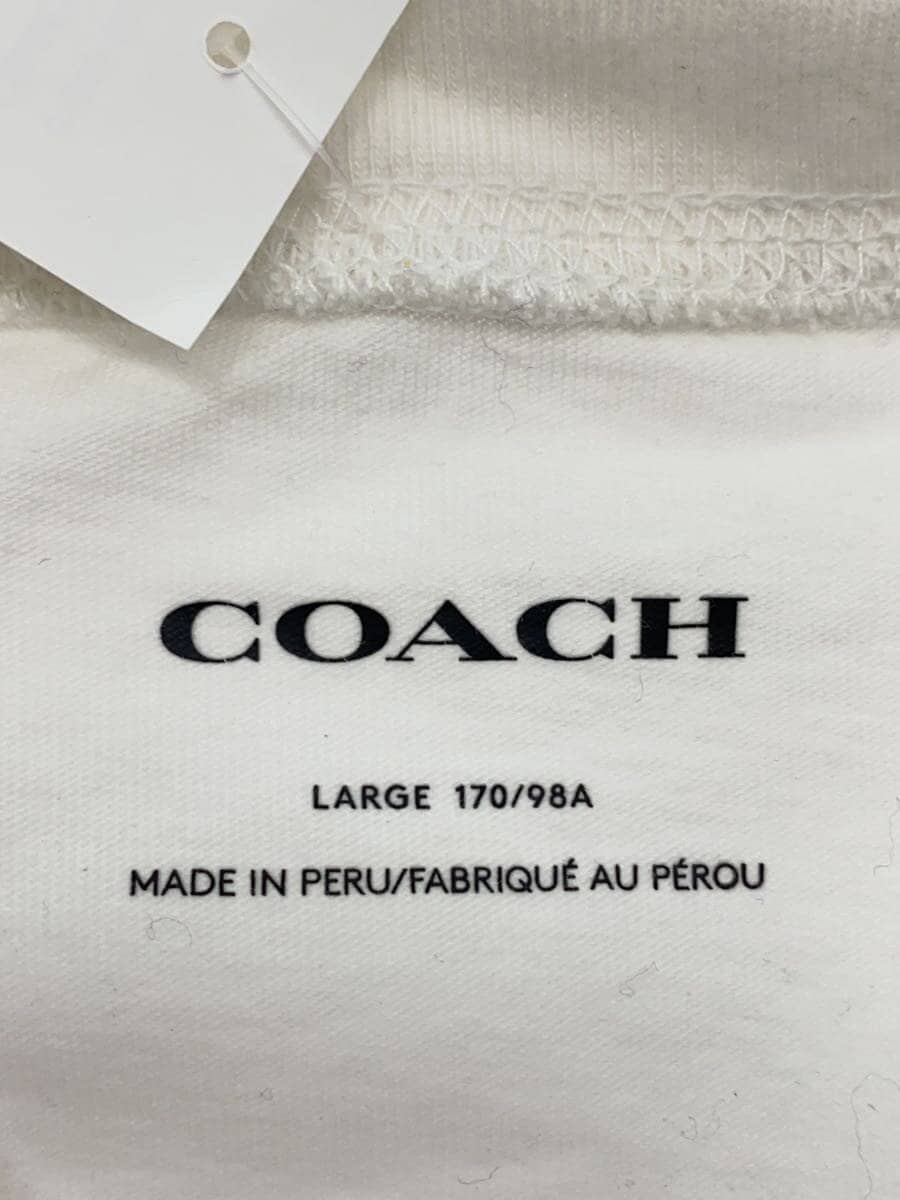 COACH
LARGE 170/98A
MADE IN PERU/FABRIQUÉ AU PÉROU